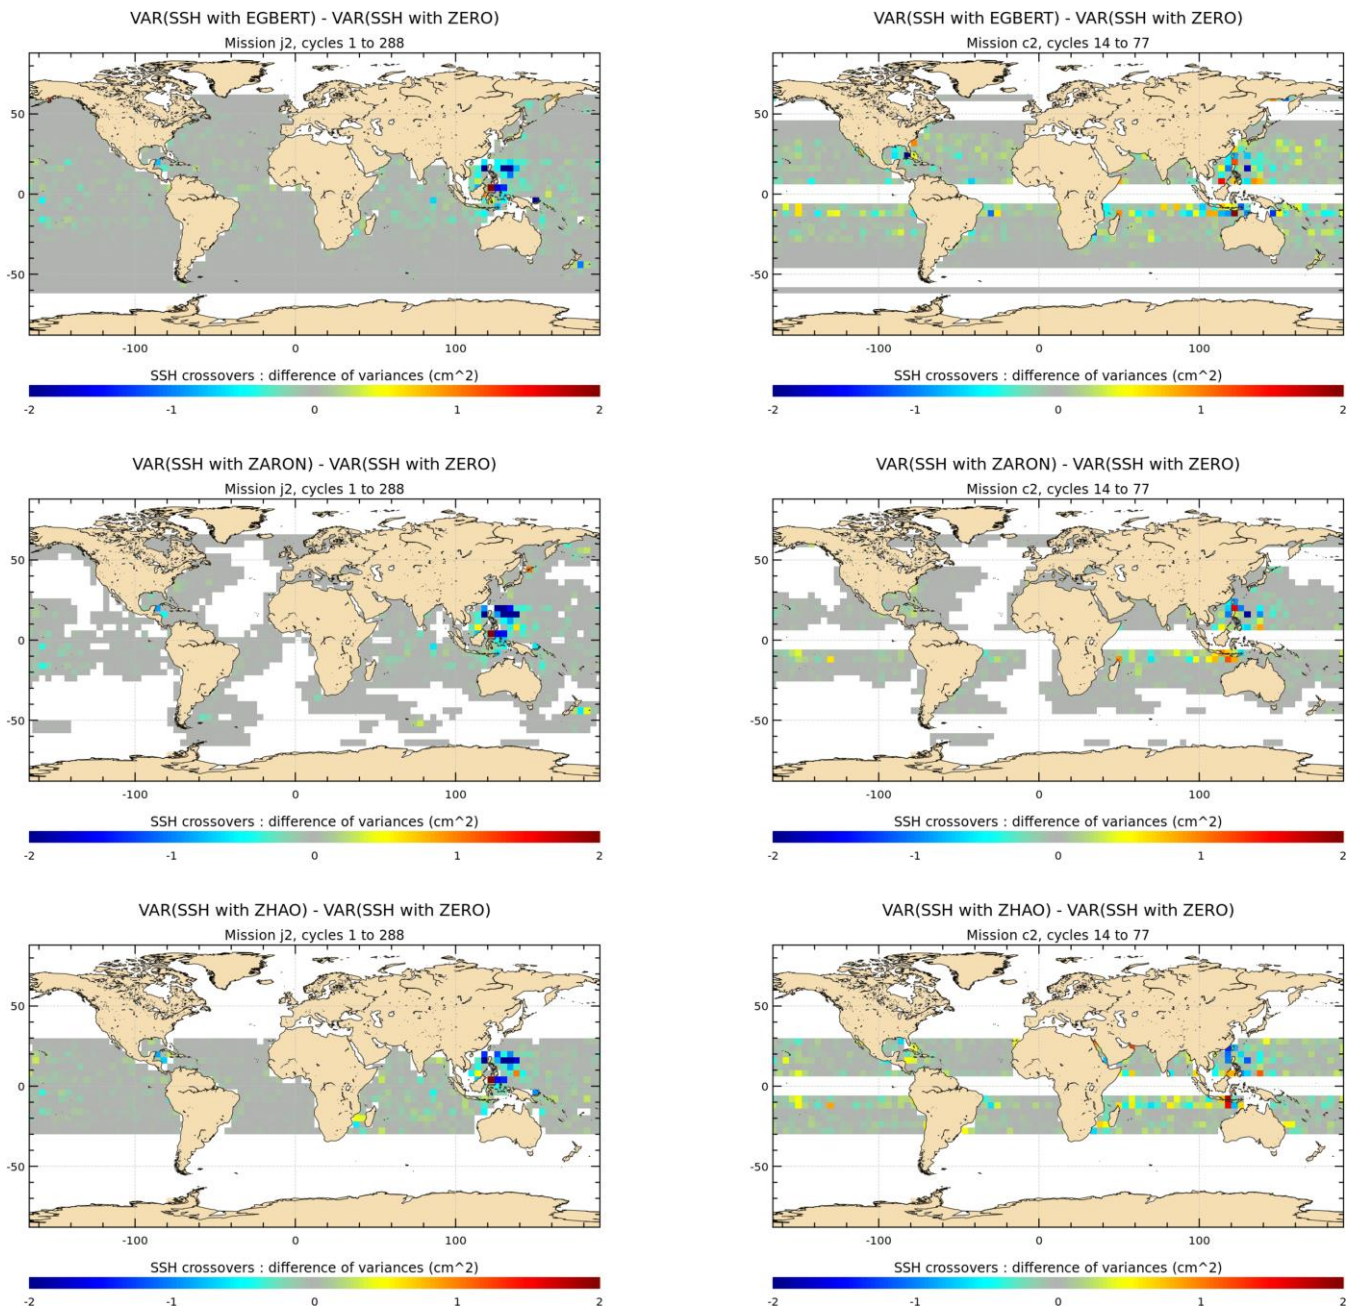 VAR(SSH with EGBERT) - VAR(SSH with ZERO)
Mission j2, cycles 1 to 288
50
0
-50
-100 0 100
SSH crossovers : difference of variances (cm^2)
-2 -1 0 1 2
VAR(SSH with EGBERT) - VAR(SSH with ZERO)
Mission c2, cycles 14 to 77
50
0
-50
-100 0 100
SSH crossovers : difference of variances (cm^2)
-2 -1 0 1 2
VAR(SSH with ZARON) - VAR(SSH with ZERO)
Mission j2, cycles 1 to 288
50
0
-50
-100 0 100
SSH crossovers : difference of variances (cm^2)
-2 -1 0 1 2
VAR(SSH with ZARON) - VAR(SSH with ZERO)
Mission c2, cycles 14 to 77
50
0
-50
-100 0 100
SSH crossovers : difference of variances (cm^2)
-2 -1 0 1 2
VAR(SSH with ZHAO) - VAR(SSH with ZERO)
Mission j2, cycles 1 to 288
50
0
-50
-100 0 100
SSH crossovers : difference of variances (cm^2)
-2 -1 0 1 2
VAR(SSH with ZHAO) - VAR(SSH with ZERO)
Mission c2, cycles 14 to 77
50
0
-50
-100 0 100
SSH crossovers : difference of variances (cm^2)
-2 -1 0 1 2